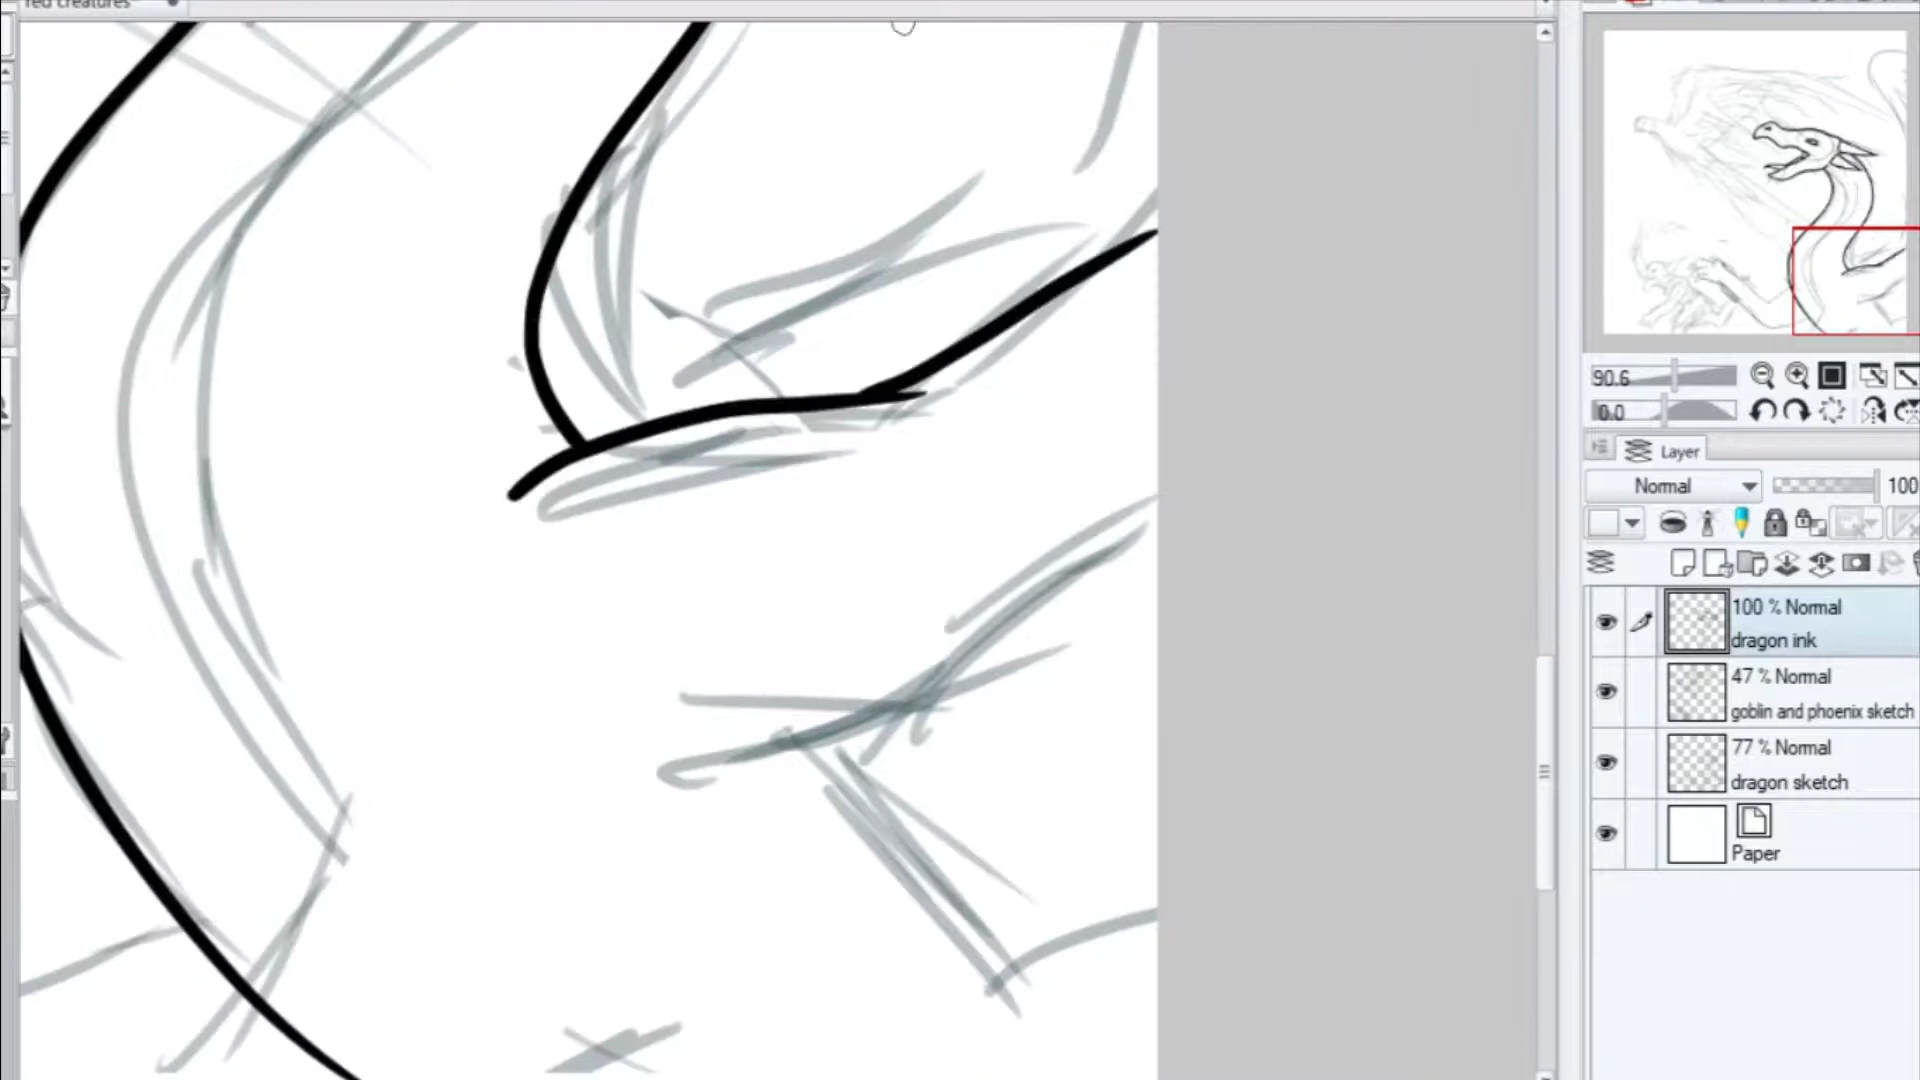 red creatures
90.6
0.0
Layer
Normal
100
100 % Normal
dragon ink
47 % Normal
goblin and phoenix sketch
77 % Normal
dragon sketch
Paper